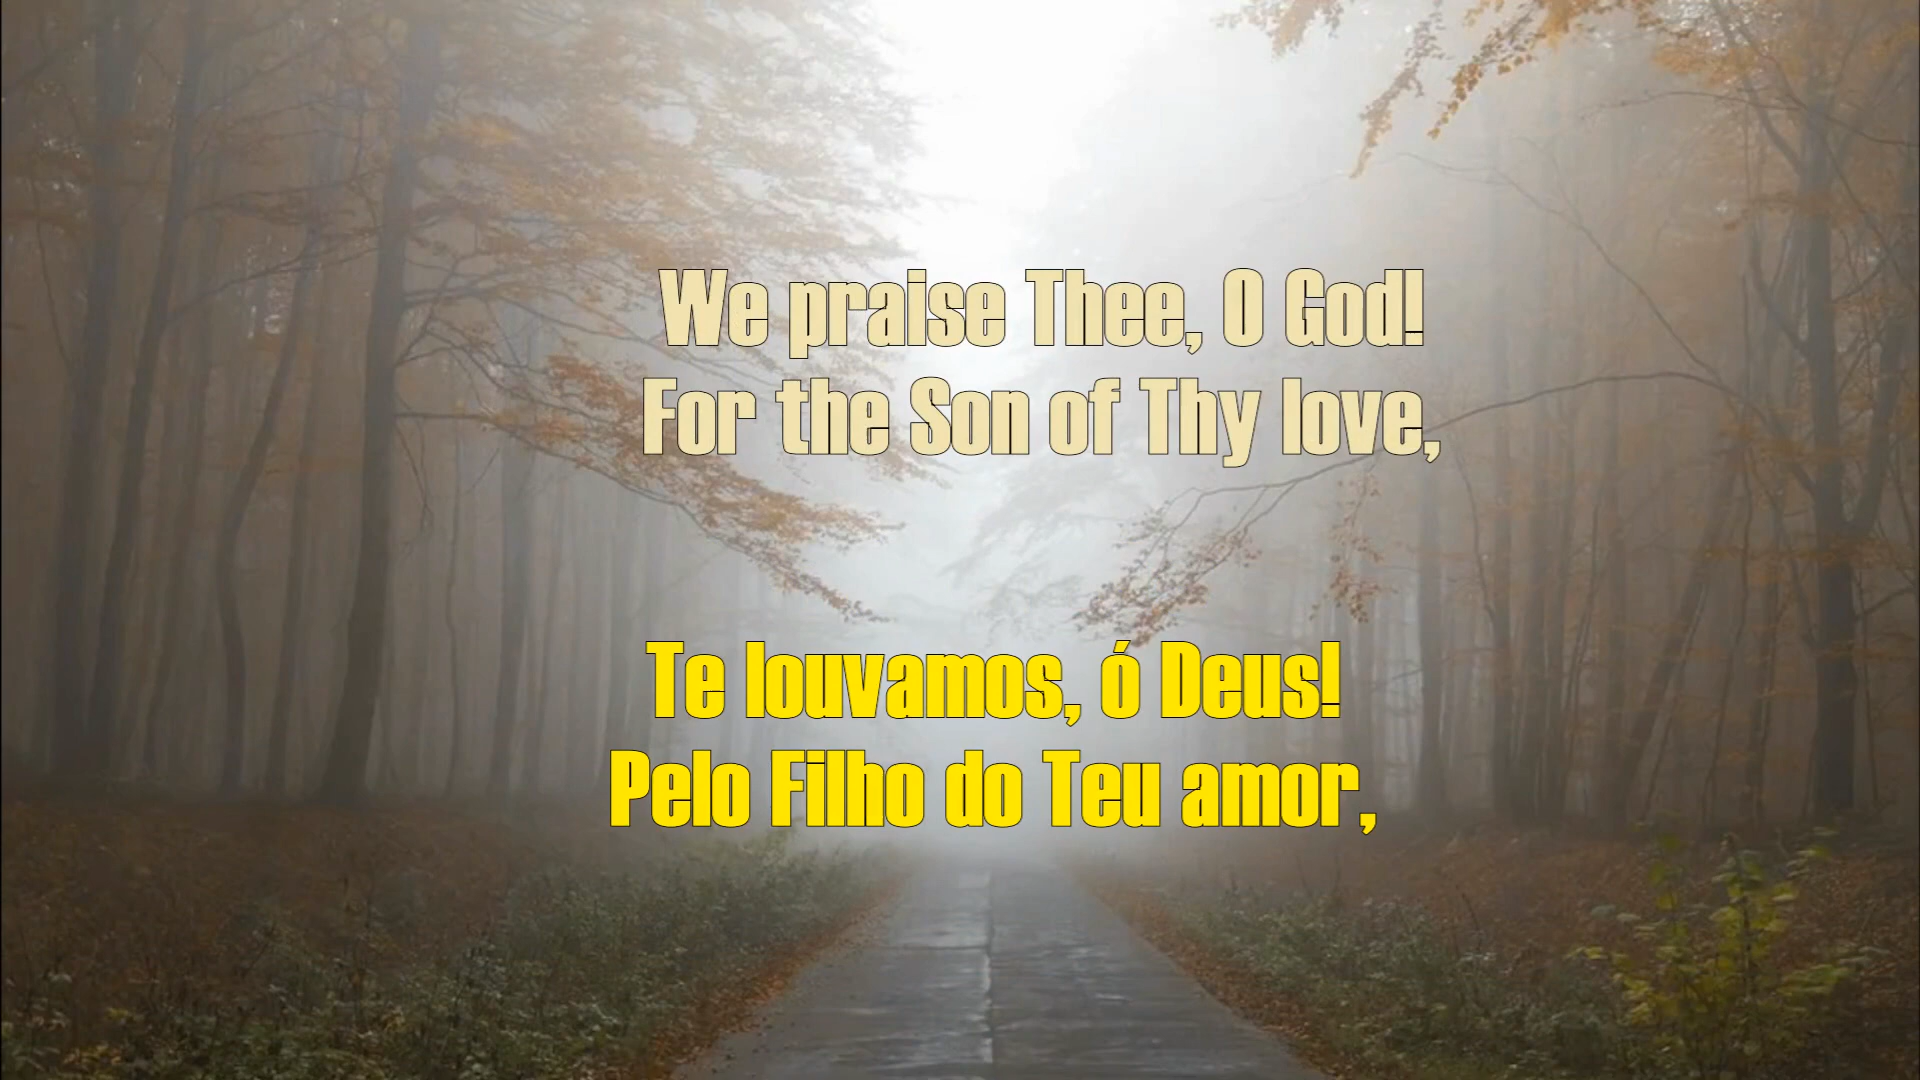 We praise Thee, O God!
For the Son of Thy love,
Te louvamos, ó Deus!
Pelo Filho do Teu amor,